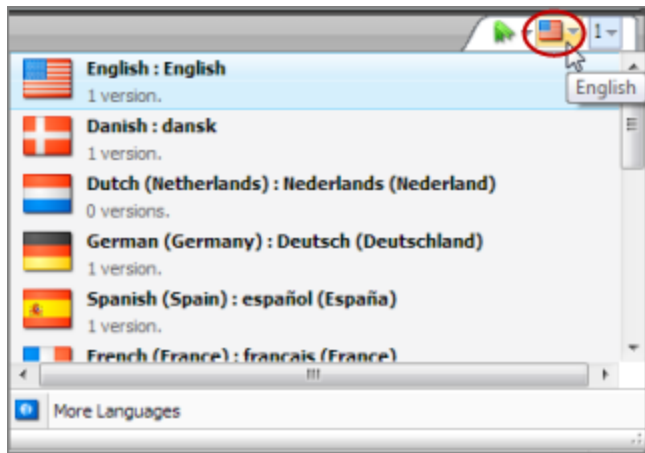 1
English : English
1 version.
English
Danish : dansk
1 version.
Dutch (Netherlands) : Nederlands (Nederland)
0 versions.
German (Germany) : Deutsch (Deutschland)
1 version.
Spanish (Spain) : español (España)
1 version.
French (France) : français (France)
More Languages